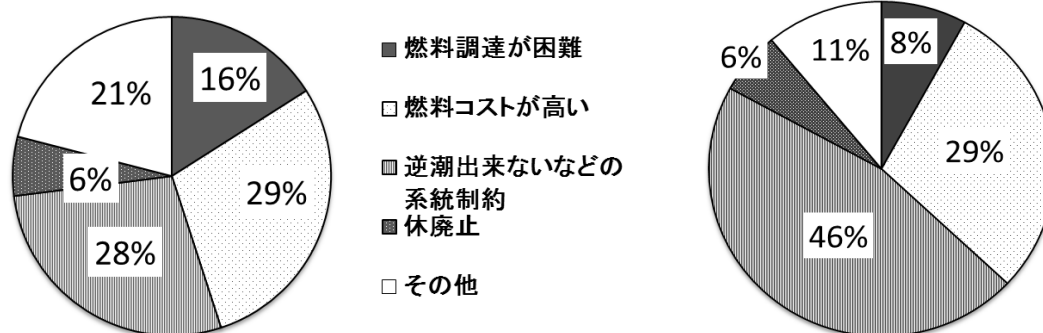 16%
29%
28%
6%
21%
燃料調達が困難
燃料コストが高い
逆潮出来ないなどの
系統制約
休廃止
その他
8%
29%
46%
6%
11%